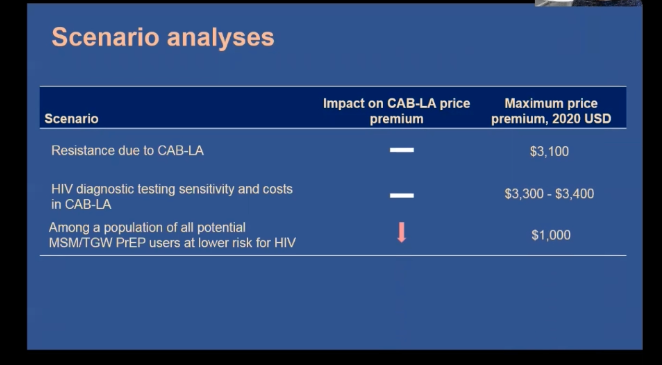 Scenario analyses
Impact on CAB-LA price Maximum price
Scenario premium premium, 2020 USD
Resistance due to CAB-LA $3,100
HIV diagnostic testing sensitivity and costs
in CAB-LA $3,300 - $3,400
Among a population of all potential
MSM/TGW PrEP users at lower risk for HIV $1,000